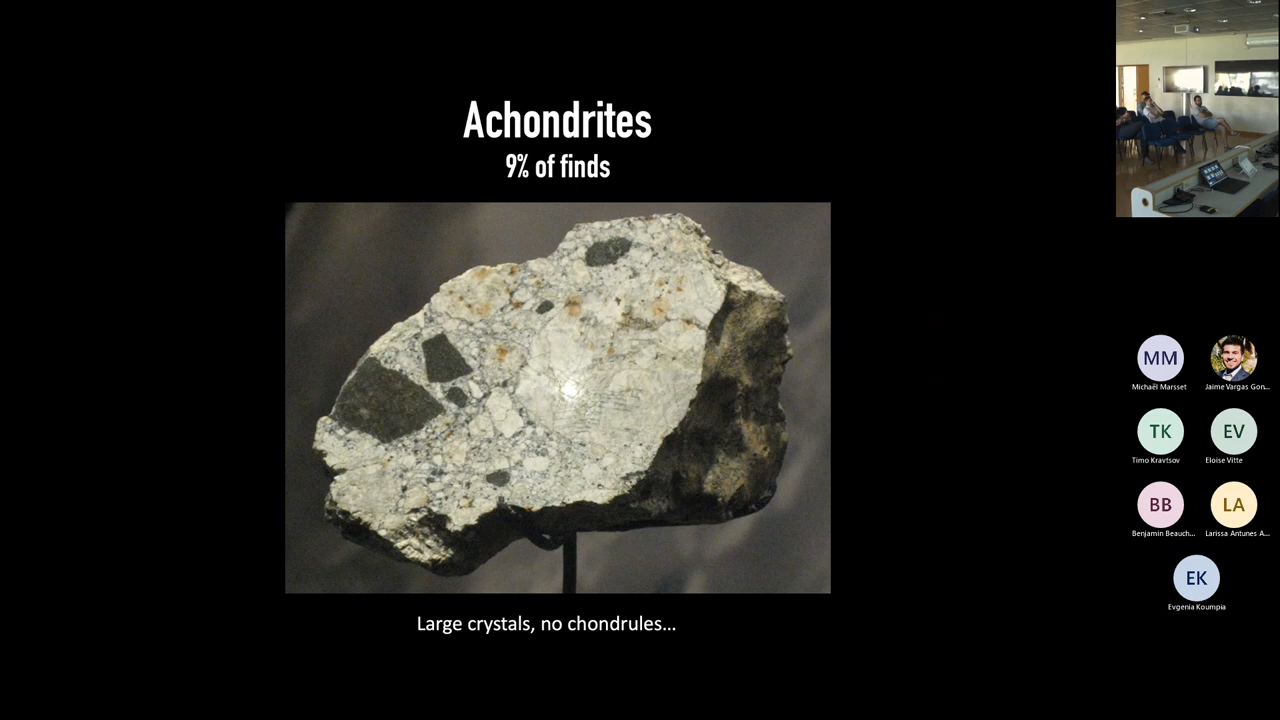 Achondrites
9% of finds
Large crystals, no chondrules...
MM
Michaël Marsset
Jaime Vargas Gon...
TK
Timo Kravtsov
EV
Eloise Vitte
BB
Benjamin Beauch...
LA
Larissa Antunes A...
EK
Evgenia Koumpia